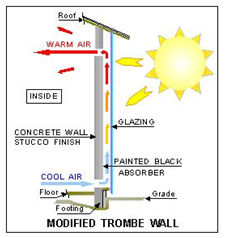 Roof
WARM AIR
INSIDE
GLAZING
CONCRETE WALL
STUCCO FINISH
PAINTED BLACK
ABSORBER
COOL AIR
Floor
Grade
Footing
MODIFIED TROMBE WALL